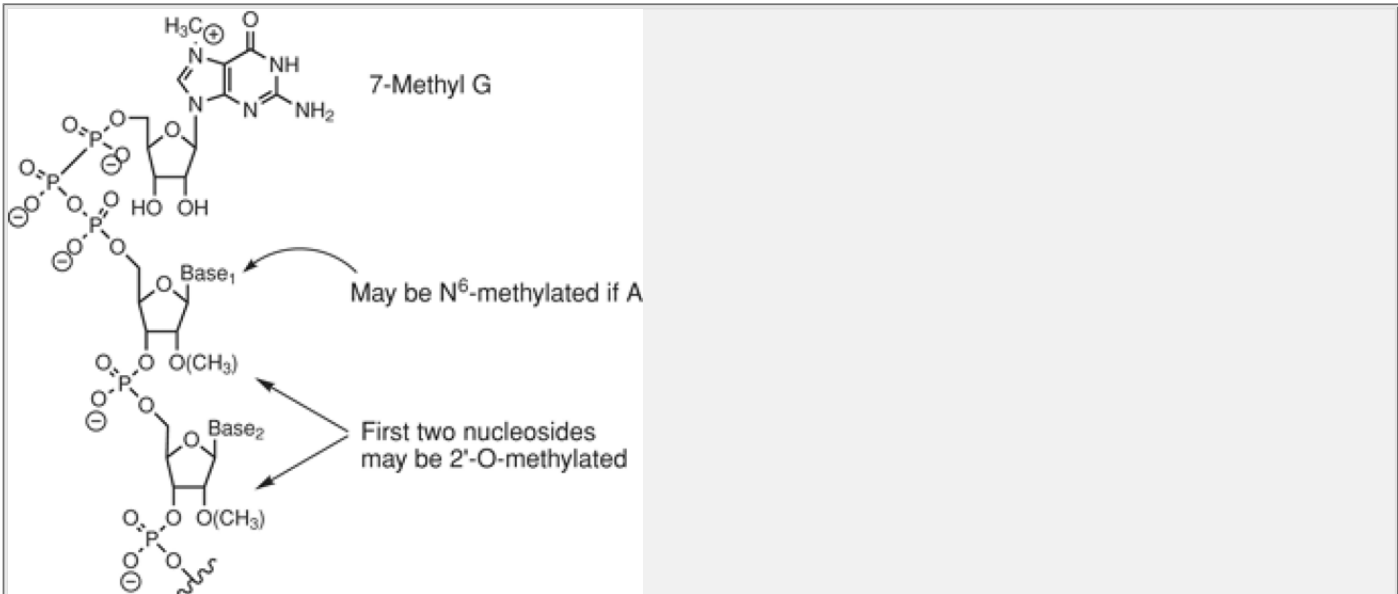 H₃C
⊕
O
N
NH
7-Methyl G
N
N
NH₂
O
O
O
P
O
⊖
O
P
HO OH
O
O
O
P
⊖
O
⊖
O
Base₁
O
May be N⁶-methylated if A
O
O
O(CH₃)
P
O
O
⊖
First two nucleosides
Base₂
O
may be 2'-O-methylated
O
O
O(CH₃)
P
O
O
⊖